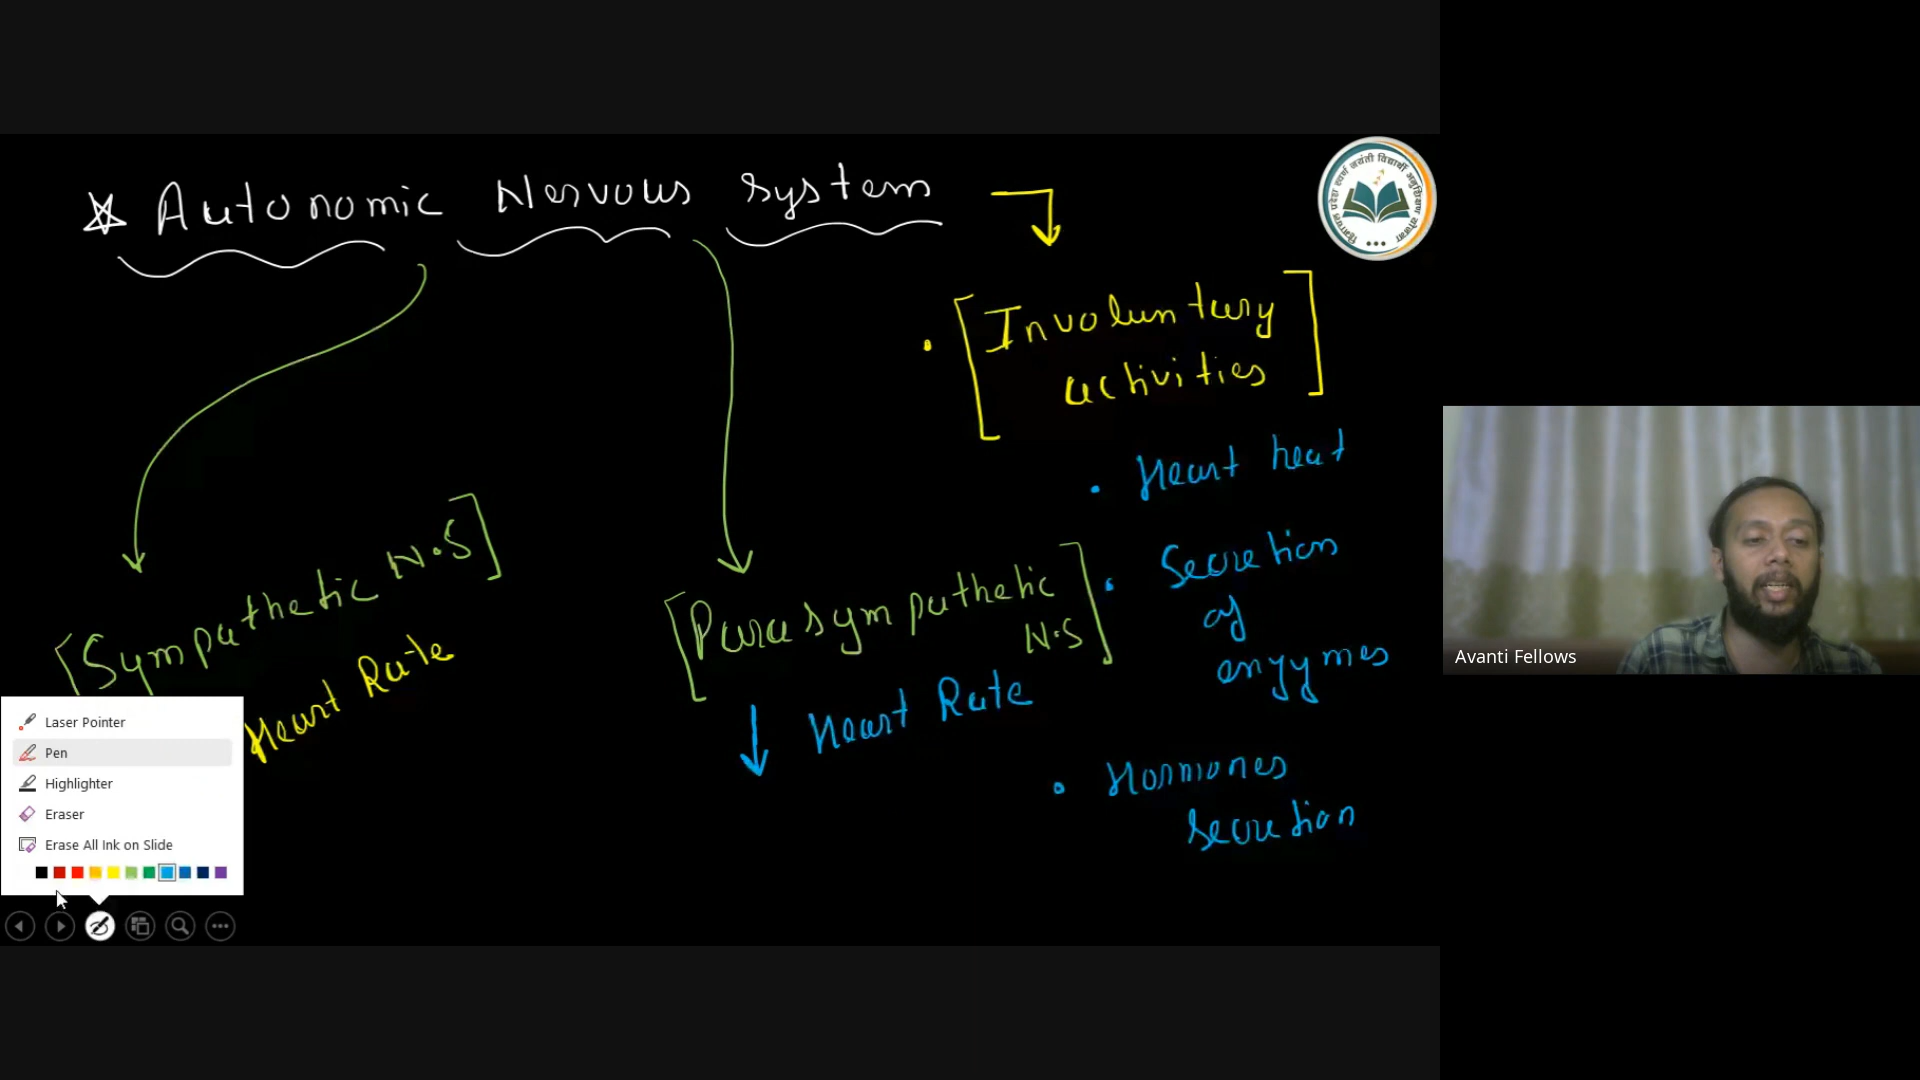 Autonomic Nervous system
Involuntary
activities
Heart heat
Secretion
of
enzymes
Hormones
secretion
[Sympathetic N.S]
Heart Rate
[Parasympathetic
N.S]
↓ Heart Rate
Laser Pointer
Pen
Highlighter
Eraser
Erase All Ink on Slide
Avanti Fellows